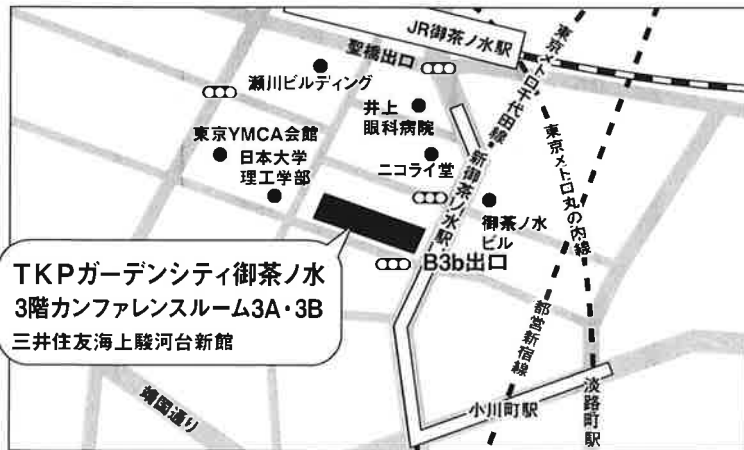 JR御茶ノ水駅
聖橋出口
瀬川ビルディング
井上
眼科病院
東京YMCA会館
日本大学
理工学部
ニコライ堂
新御茶ノ水駅
東京メトロ千代田線
東京メトロ丸の内線
御茶ノ水
ビル
B3b出口
TKPガーデンシティ御茶ノ水
3階カンファレンスルーム3A・3B
三井住友海上駿河台新館
都営新宿線
小川町駅
淡路町駅
靖国通り